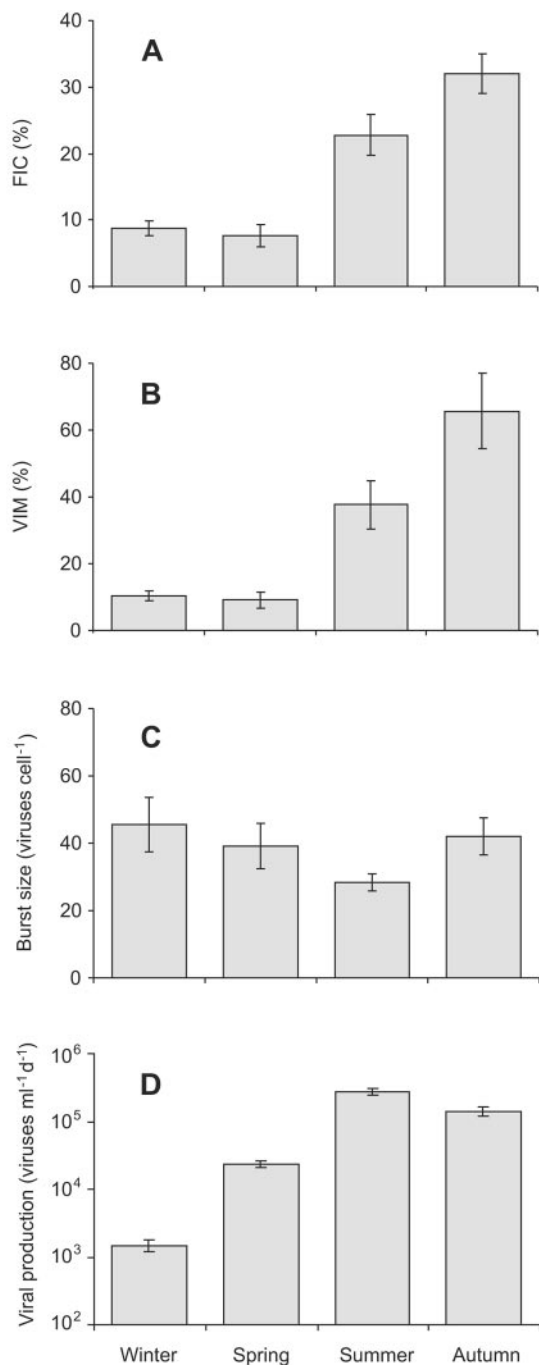 A
FIC (%)
40
30
20
10
0
B
VIM (%)
80
60
40
20
0
C
Burst size (viruses cell⁻¹)
80
60
40
20
0
D
Viral production (viruses ml⁻¹d⁻¹)
10⁶
10⁵
10⁴
10³
10²
Winter Spring Summer Autumn